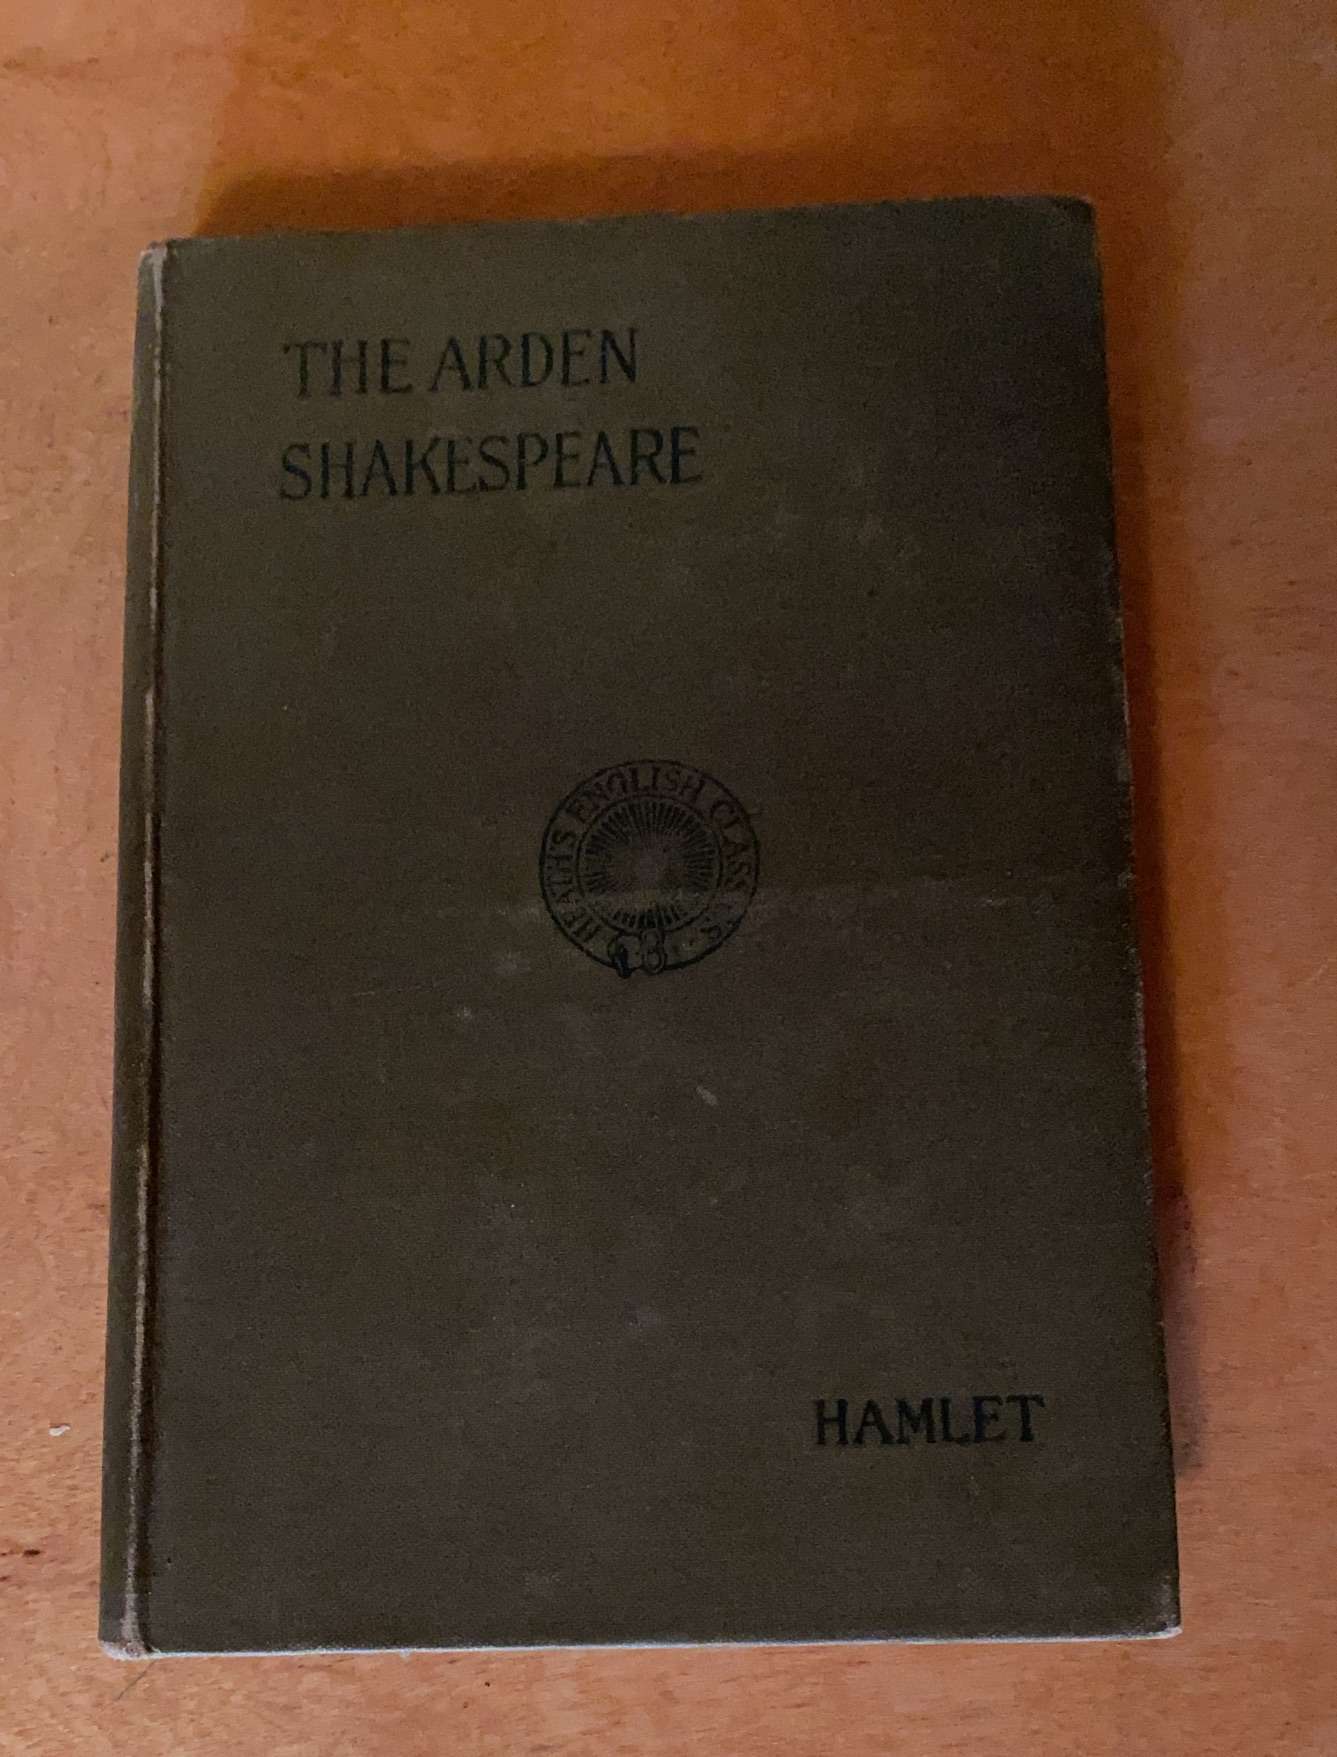 THE ARDEN
SHAKESPEARE
HEATH'S ENGLISH CLASSICS
HAMLET